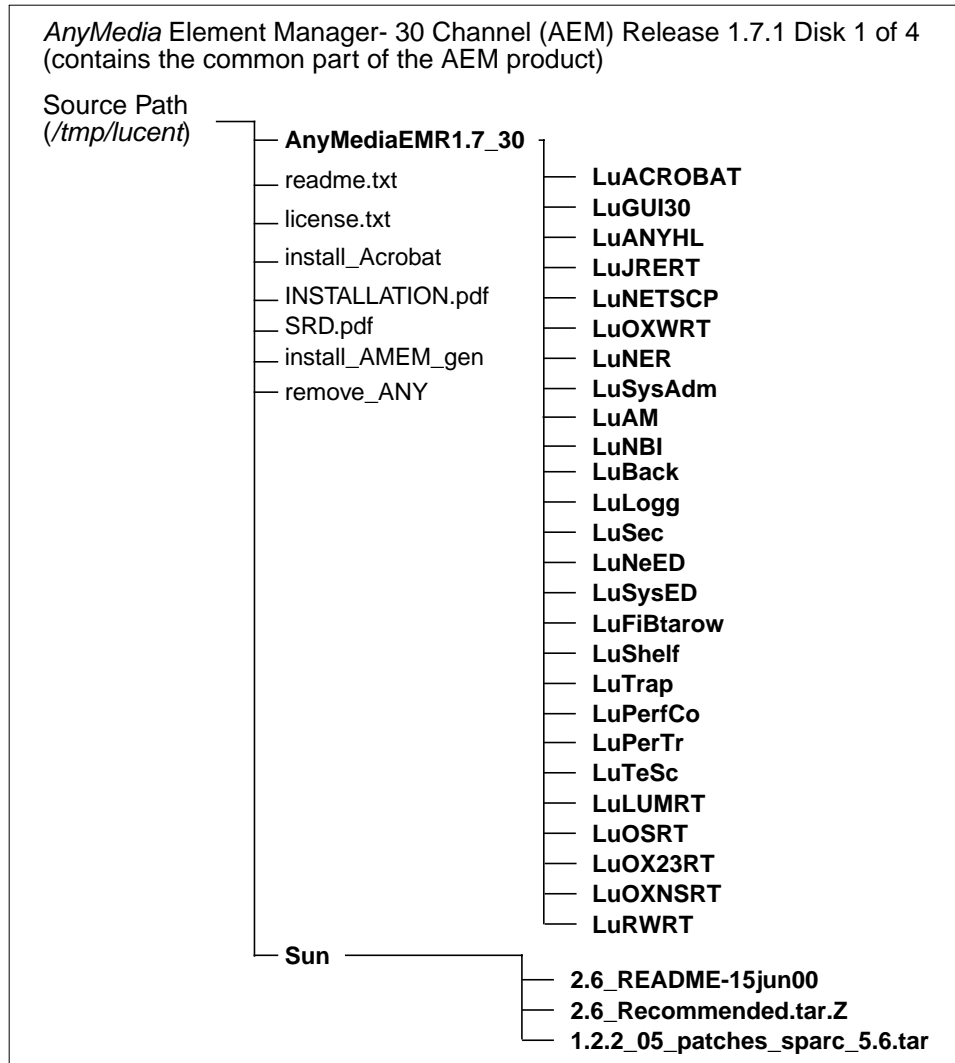 AnyMedia Element Manager- 30 Channel (AEM) Release 1.7.1 Disk 1 of 4
(contains the common part of the AEM product)
Source Path
(/tmp/lucent)
AnyMediaEMR1.7_30
readme.txt
license.txt
install_Acrobat
INSTALLATION.pdf
SRD.pdf
install_AMEM_gen
remove_ANY
LuACROBAT
LuGUI30
LuANYHL
LuJRERT
LuNETSCP
LuOXWRT
LuNER
LuSysAdm
LuAM
LuNBI
LuBack
LuLogg
LuSec
LuNeED
LuSysED
LuFiBtarow
LuShelf
LuTrap
LuPerfCo
LuPerTr
LuTeSc
LuLUMRT
LuOSRT
LuOX23RT
LuOXNSRT
LuRWRT
Sun
2.6_README-15jun00
2.6_Recommended.tar.Z
1.2.2_05_patches_sparc_5.6.tar